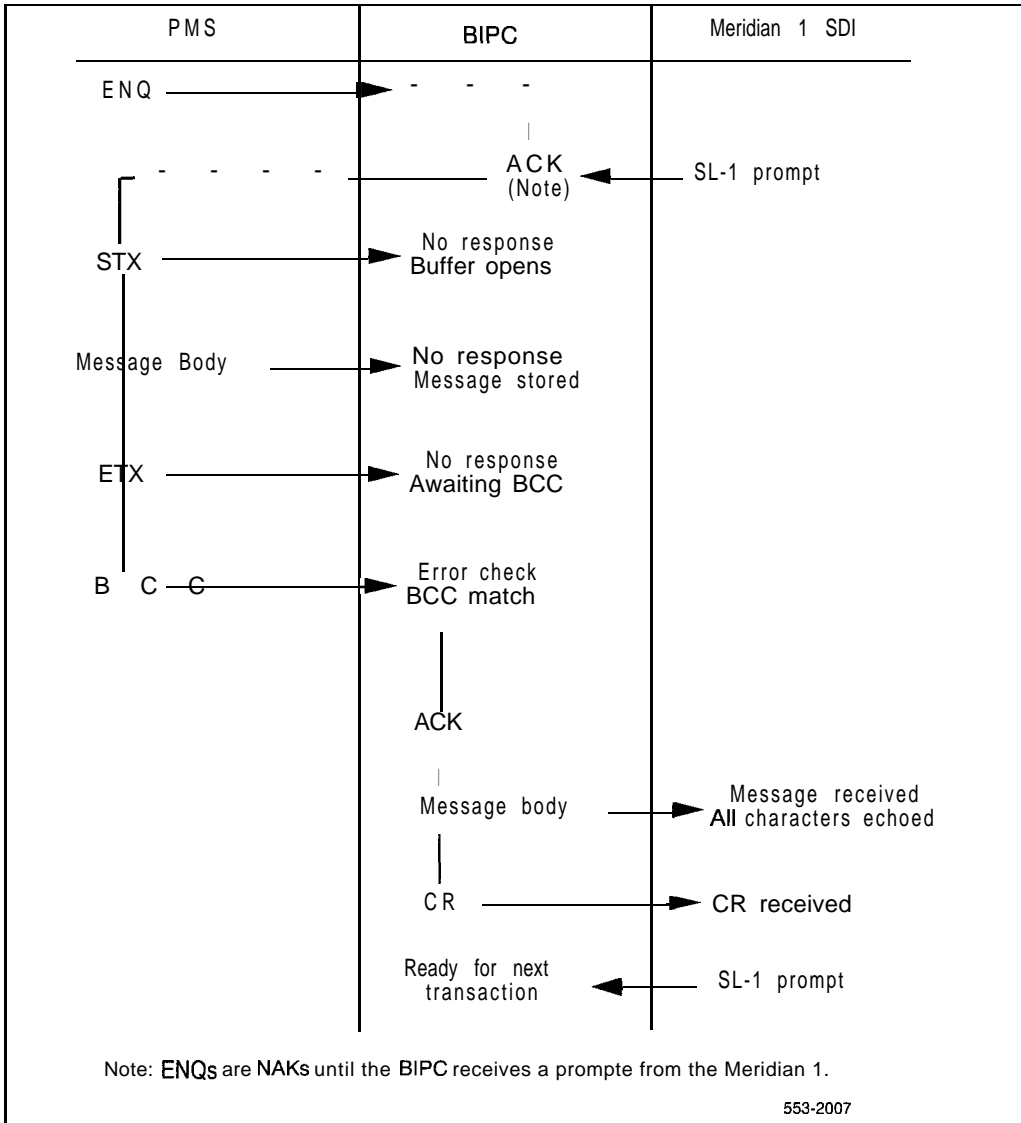 PMS BIPC Meridian 1 SDI
ENQ - - -
ACK
(Note)
SL-1 prompt
- - - -
STX
No response
Buffer opens
Message Body
No response
Message stored
ETX
No response
Awaiting BCC
B C C
Error check
BCC match
ACK
Message body
Message received
All characters echoed
CR
CR received
Ready for next
transaction
SL-1 prompt
Note: ENQs are NAKs until the BIPC receives a prompte from the Meridian 1.
553-2007